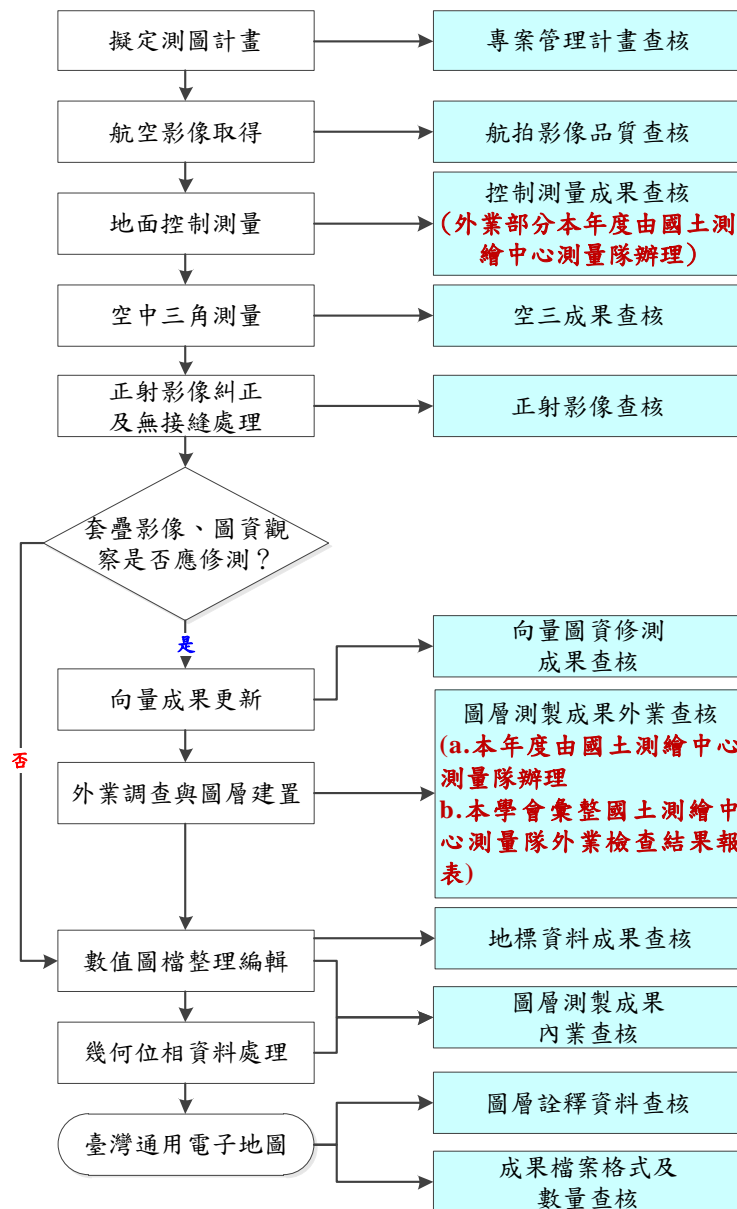 擬定測圖計畫
專案管理計畫查核
航空影像取得
航拍影像品質查核
地面控制測量
控制測量成果查核
(外業部分本年度由國土測
繪中心測量隊辦理)
空中三角測量
空三成果查核
正射影像糾正
及無接縫處理
正射影像查核
套疊影像、圖資觀
察是否應修測？
是
否
向量圖資修測
成果查核
向量成果更新
圖層測製成果外業查核
(a.本年度由國土測繪中心
測量隊辦理
b.本學會彙整國土測繪中
心測量隊外業檢查結果報
表)
外業調查與圖層建置
數值圖檔整理編輯
地標資料成果查核
圖層測製成果
內業查核
幾何位相資料處理
臺灣通用電子地圖
圖層詮釋資料查核
成果檔案格式及
數量查核